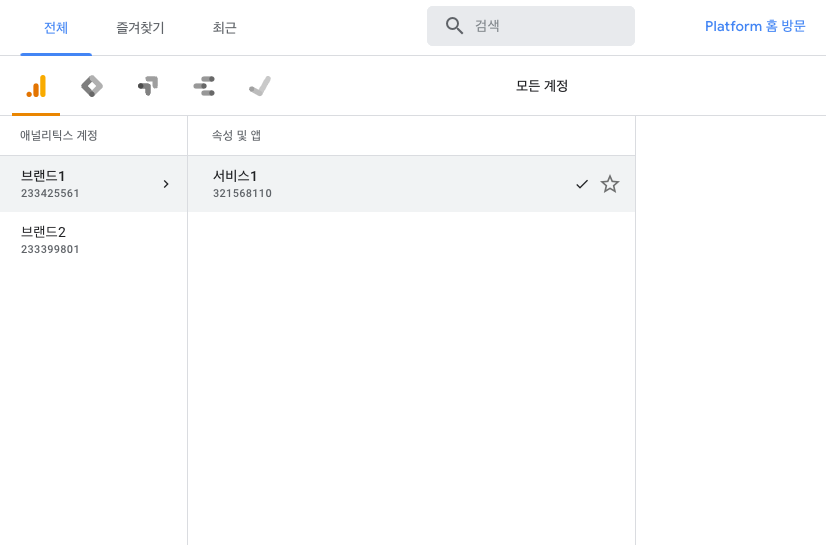 전체
즐겨찾기
최근
검색
Platform 홈 방문
모든 계정
애널리틱스 계정
속성 및 앱
브랜드1
233425561
서비스1
321568110
브랜드2
233399801